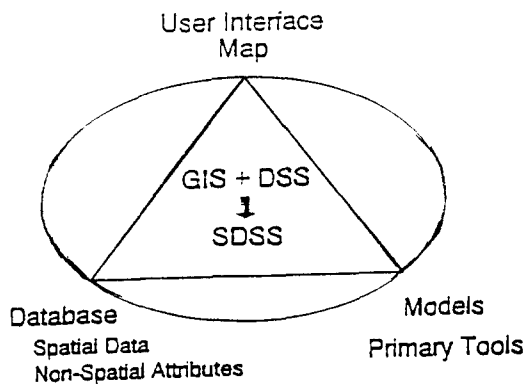 User Interface
Map
GIS + DSS
SDSS
Database
Spatial Data
Non-Spatial Attributes
Models
Primary Tools